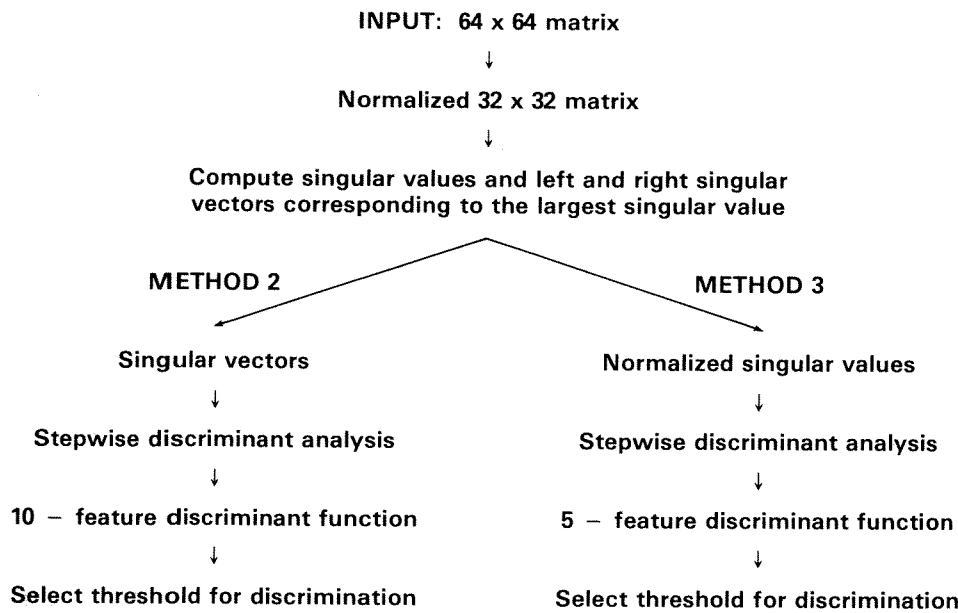 INPUT: 64 x 64 matrix
↓
Normalized 32 x 32 matrix
↓
Compute singular values and left and right singular
vectors corresponding to the largest singular value
METHOD 2
Singular vectors
↓
Stepwise discriminant analysis
↓
10 – feature discriminant function
↓
Select threshold for discrimination
METHOD 3
Normalized singular values
↓
Stepwise discriminant analysis
↓
5 – feature discriminant function
↓
Select threshold for discrimination